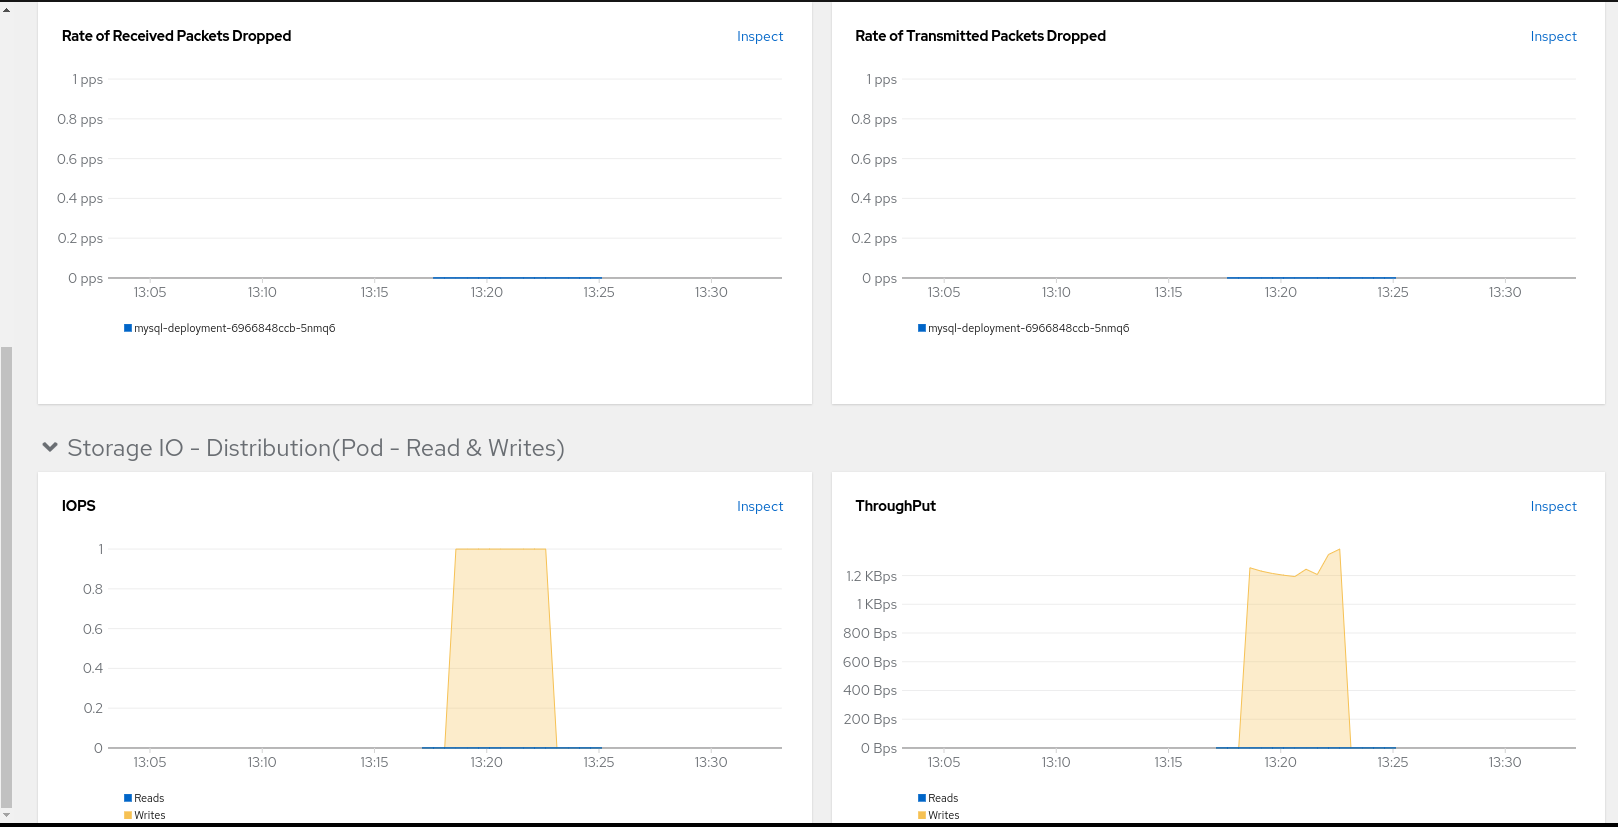 Rate of Received Packets Dropped
Inspect
1 pps
0.8 pps
0.6 pps
0.4 pps
0.2 pps
0 pps
13:05 13:10 13:15 13:20 13:25 13:30
mysql-deployment-6966848ccb-5nmq6
Rate of Transmitted Packets Dropped
Inspect
1 pps
0.8 pps
0.6 pps
0.4 pps
0.2 pps
0 pps
13:05 13:10 13:15 13:20 13:25 13:30
mysql-deployment-6966848ccb-5nmq6
Storage IO - Distribution(Pod - Read & Writes)
IOPS
Inspect
1
0.8
0.6
0.4
0.2
0
13:05 13:10 13:15 13:20 13:25 13:30
Reads
Writes
ThroughPut
Inspect
1.2 KBps
1 KBps
800 Bps
600 Bps
400 Bps
200 Bps
0 Bps
13:05 13:10 13:15 13:20 13:25 13:30
Reads
Writes